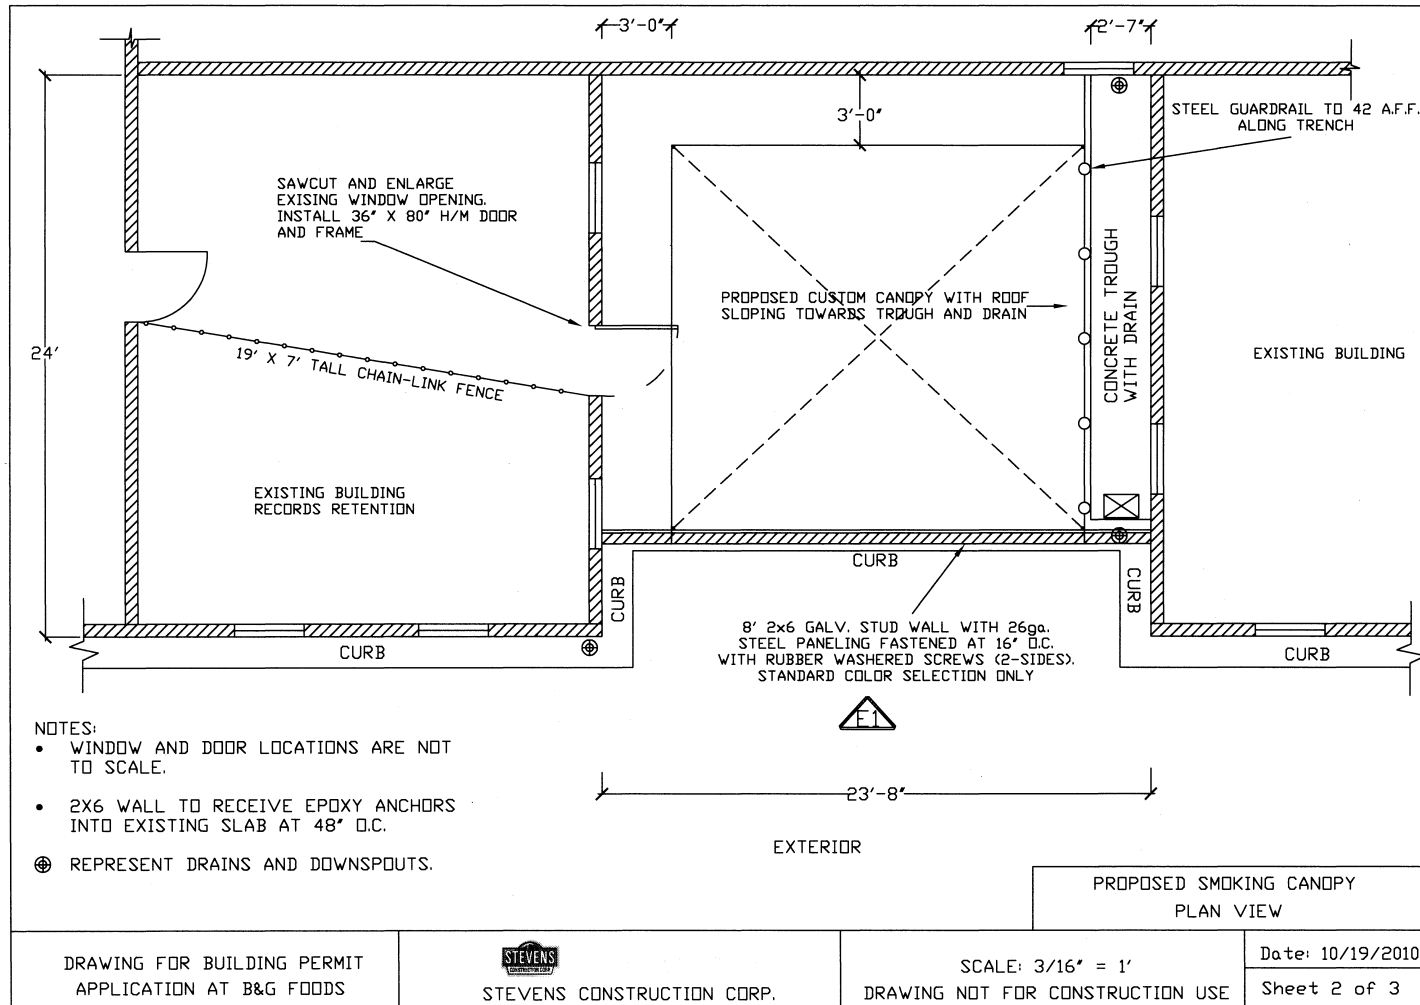 3'-0"
2'-7"
3'-0"
STEEL GUARDRAIL TO 42 A.F.F.
ALONG TRENCH
SAWCUT AND ENLARGE
EXISING WINDOW OPENING.
INSTALL 36" X 80" H/M DOOR
AND FRAME
PROPOSED CUSTOM CANOPY WITH ROOF
SLOPING TOWARDS TROUGH AND DRAIN
CONCRETE TROUGH
WITH DRAIN
24'
19' X 7' TALL CHAIN-LINK FENCE
EXISTING BUILDING
EXISTING BUILDING
RECORDS RETENTION
CURB
CURB
CURB
CURB
CURB
8' 2x6 GALV. STUD WALL WITH 26ga.
STEEL PANELING FASTENED AT 16" O.C.
WITH RUBBER WASHERED SCREWS (2-SIDES).
STANDARD COLOR SELECTION ONLY
E1
NOTES:
• WINDOW AND DOOR LOCATIONS ARE NOT
TO SCALE.
• 2X6 WALL TO RECEIVE EPOXY ANCHORS
INTO EXISTING SLAB AT 48" O.C.
REPRESENT DRAINS AND DOWNSPOUTS.
23'-8"
EXTERIOR
PROPOSED SMOKING CANOPY
PLAN VIEW
DRAWING FOR BUILDING PERMIT
APPLICATION AT B&G FOODS
STEVENS
CONSTRUCTION CORP.
STEVENS CONSTRUCTION CORP.
SCALE: 3/16" = 1'
DRAWING NOT FOR CONSTRUCTION USE
Date: 10/19/2010
Sheet 2 of 3